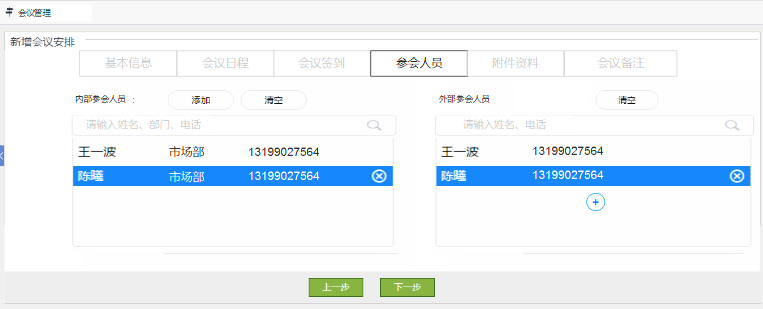 会议管理
新增会议安排
基本信息 会议日程 会议签到 参会人员 附件资料 会议备注
内部参会人员 : 添加 清空
请输入姓名、部门、电话
王一波 市场部 13199027564
陈曦 市场部 13199027564
外部参会人员 清空
请输入姓名、电话
王一波 13199027564
陈曦 13199027564
+
上一步 下一步